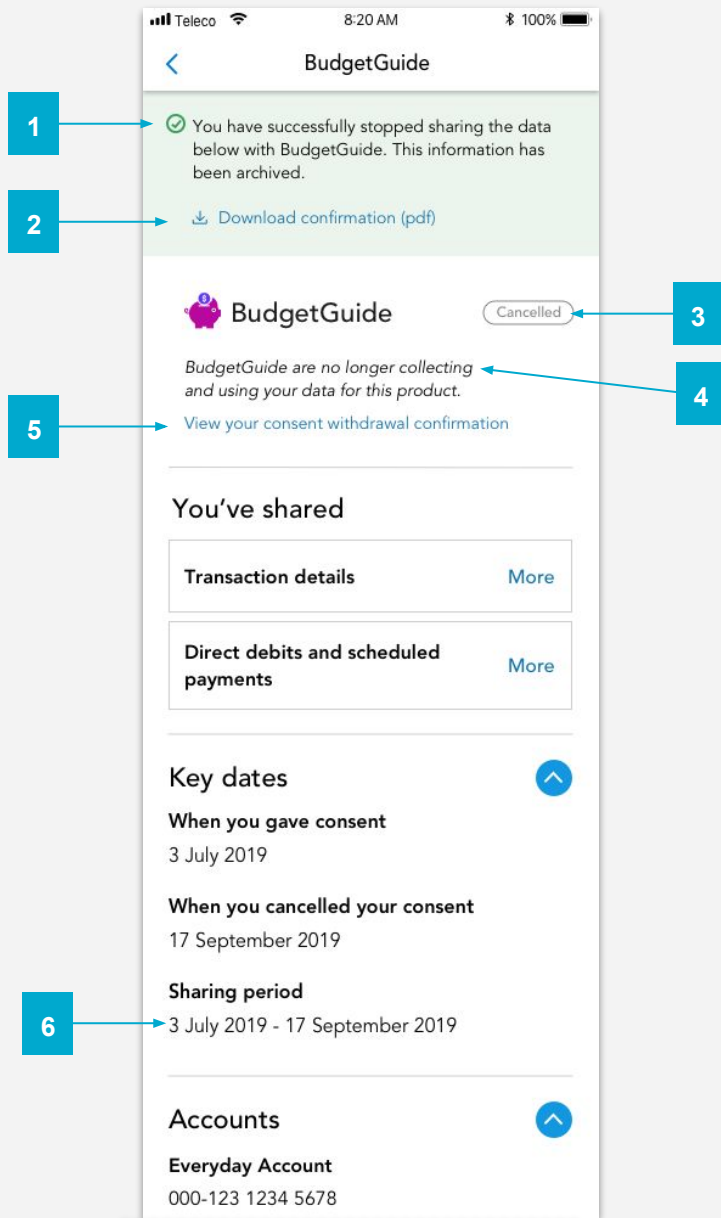 Teleco 8:20 AM 100%
BudgetGuide
1
You have successfully stopped sharing the data
below with BudgetGuide. This information has
been archived.
2
Download confirmation (pdf)
BudgetGuide
Cancelled
3
BudgetGuide are no longer collecting
and using your data for this product.
4
5
View your consent withdrawal confirmation
You’ve shared
Transaction details More
Direct debits and scheduled
payments
More
Key dates
When you gave consent
3 July 2019
When you cancelled your consent
17 September 2019
Sharing period
6
3 July 2019 - 17 September 2019
Accounts
Everyday Account
000-123 1234 5678